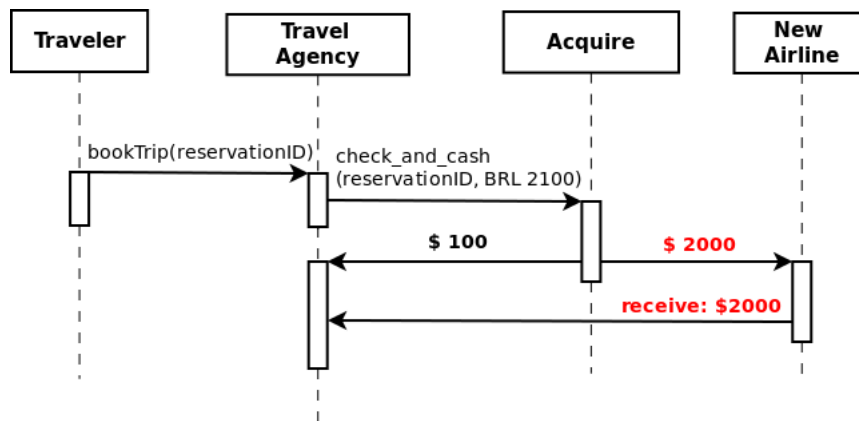 Traveler
Travel
Agency
Acquire
New
Airline
bookTrip(reservationID)
check_and_cash
(reservationID, BRL 2100)
$ 100
$ 2000
receive: $2000